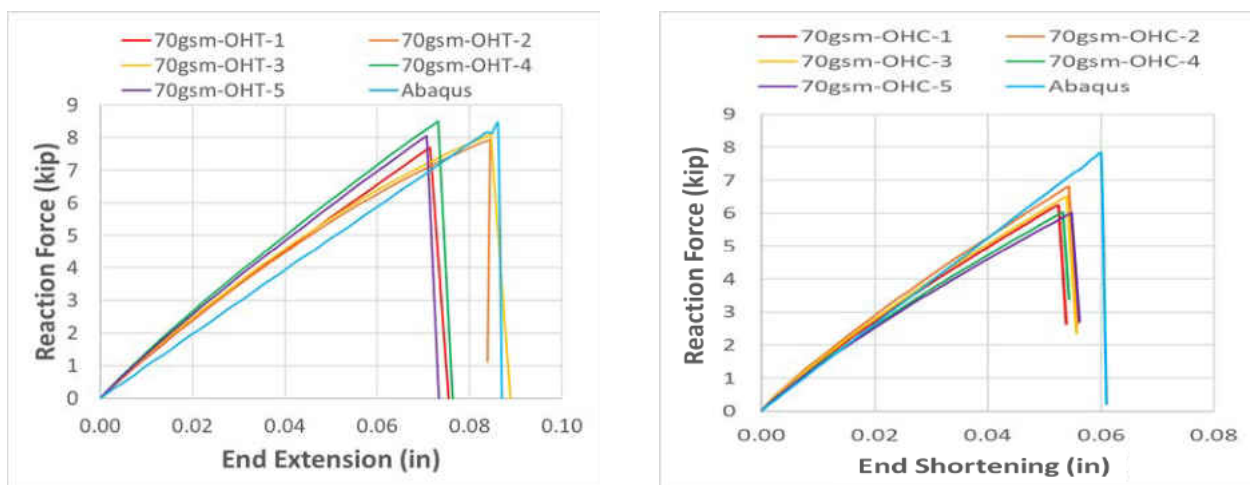 70gsm-OHT-1 70gsm-OHT-2
70gsm-OHT-3 70gsm-OHT-4
70gsm-OHT-5 Abaqus
9
8
7
6
5
4
3
2
1
0
Reaction Force (kip)
0.00 0.02 0.04 0.06 0.08 0.10
End Extension (in)
70gsm-OHC-1 70gsm-OHC-2
70gsm-OHC-3 70gsm-OHC-4
70gsm-OHC-5 Abaqus
9
8
7
6
5
4
3
2
1
0
Reaction Force (kip)
0.00 0.02 0.04 0.06 0.08
End Shortening (in)